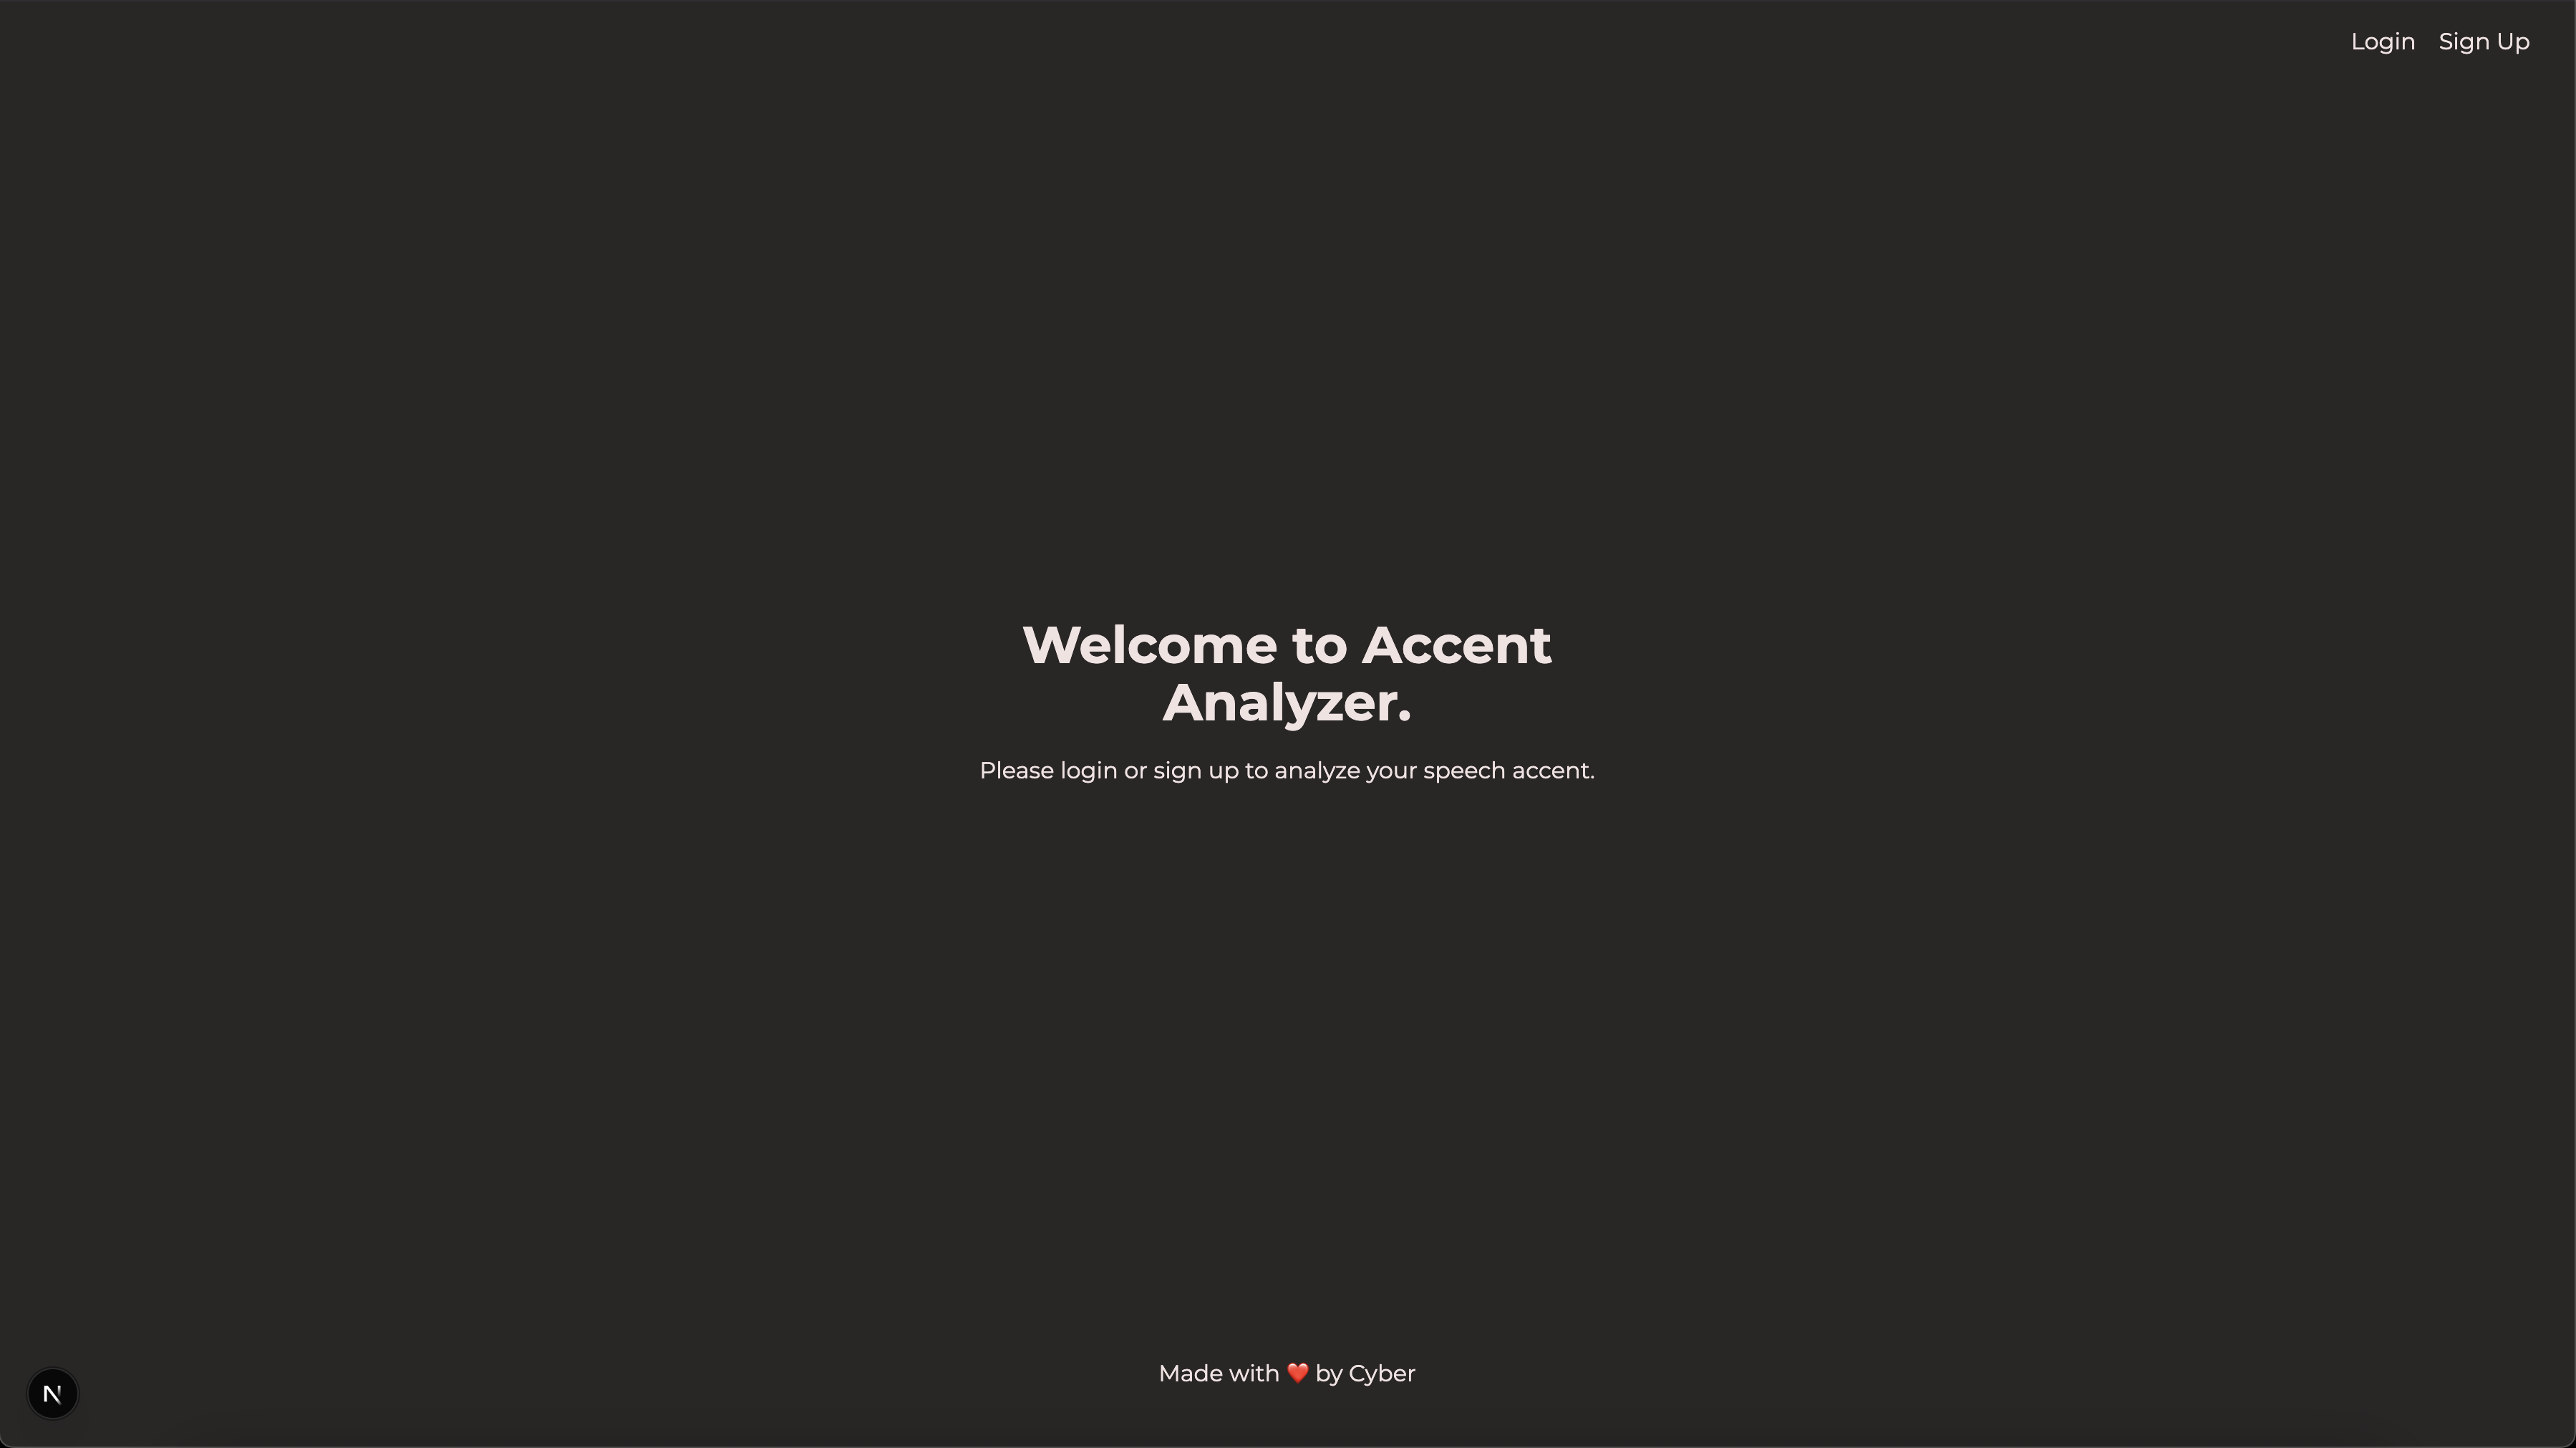 Login Sign Up
Welcome to Accent
Analyzer.
Please login or sign up to analyze your speech accent.
Made with ❤️ by Cyber
N